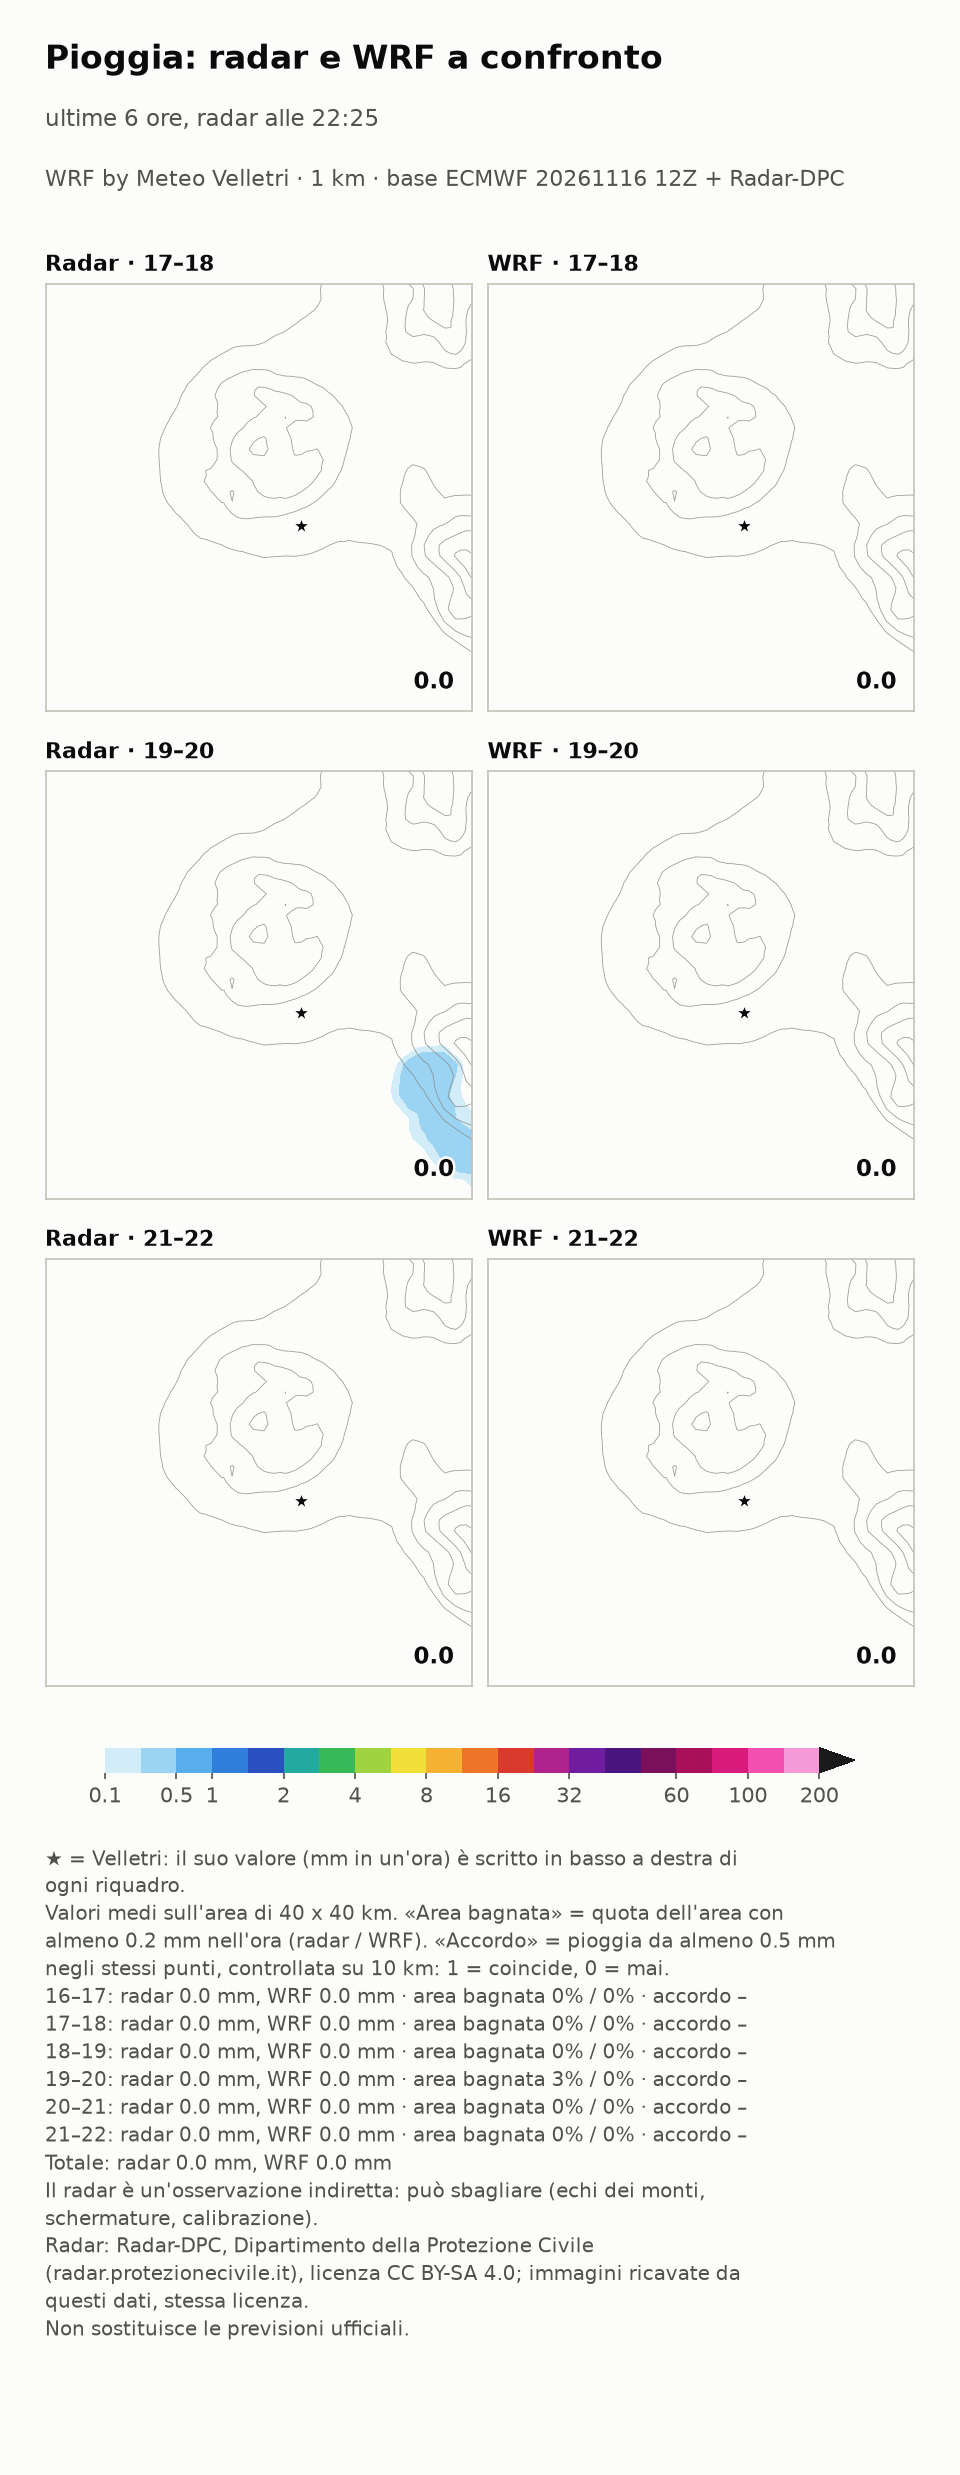 Pioggia: radar e WRF a confronto
ultime 6 ore, radar alle 22:25
WRF by Meteo Velletri · 1 km · base ECMWF 20261116 12Z + Radar-DPC
Radar · 17–18 WRF · 17–18
0.0 0.0
Radar · 19–20 WRF · 19–20
0.0 0.0
Radar · 21–22 WRF · 21–22
0.0 0.0
0.1 0.5 1 2 4 8 16 32 60 100 200
★ = Velletri: il suo valore (mm in un'ora) è scritto in basso a destra di
ogni riquadro.
Valori medi sull'area di 40 x 40 km. «Area bagnata» = quota dell'area con
almeno 0.2 mm nell'ora (radar / WRF). «Accordo» = pioggia da almeno 0.5 mm
negli stessi punti, controllata su 10 km: 1 = coincide, 0 = mai.
16–17: radar 0.0 mm, WRF 0.0 mm · area bagnata 0% / 0% · accordo –
17–18: radar 0.0 mm, WRF 0.0 mm · area bagnata 0% / 0% · accordo –
18–19: radar 0.0 mm, WRF 0.0 mm · area bagnata 0% / 0% · accordo –
19–20: radar 0.0 mm, WRF 0.0 mm · area bagnata 3% / 0% · accordo –
20–21: radar 0.0 mm, WRF 0.0 mm · area bagnata 0% / 0% · accordo –
21–22: radar 0.0 mm, WRF 0.0 mm · area bagnata 0% / 0% · accordo –
Totale: radar 0.0 mm, WRF 0.0 mm
Il radar è un'osservazione indiretta: può sbagliare (echi dei monti,
schermature, calibrazione).
Radar: Radar-DPC, Dipartimento della Protezione Civile
(radar.protezionecivile.it), licenza CC BY-SA 4.0; immagini ricavate da
questi dati, stessa licenza.
Non sostituisce le previsioni ufficiali.